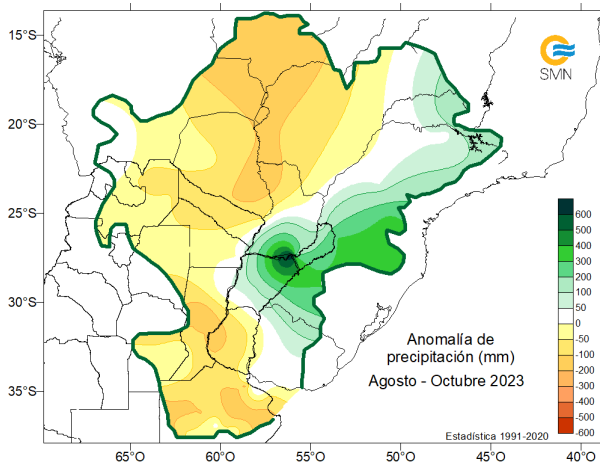 15°S
20°S
25°S
30°S
35°S
65°O
60°O
55°O
50°O
45°O
40°O
SMN
600
500
400
300
200
100
50
0
-50
-100
-200
-300
-400
-500
-600
Anomalía de
precipitación (mm)
Agosto - Octubre 2023
Estadística 1991-2020